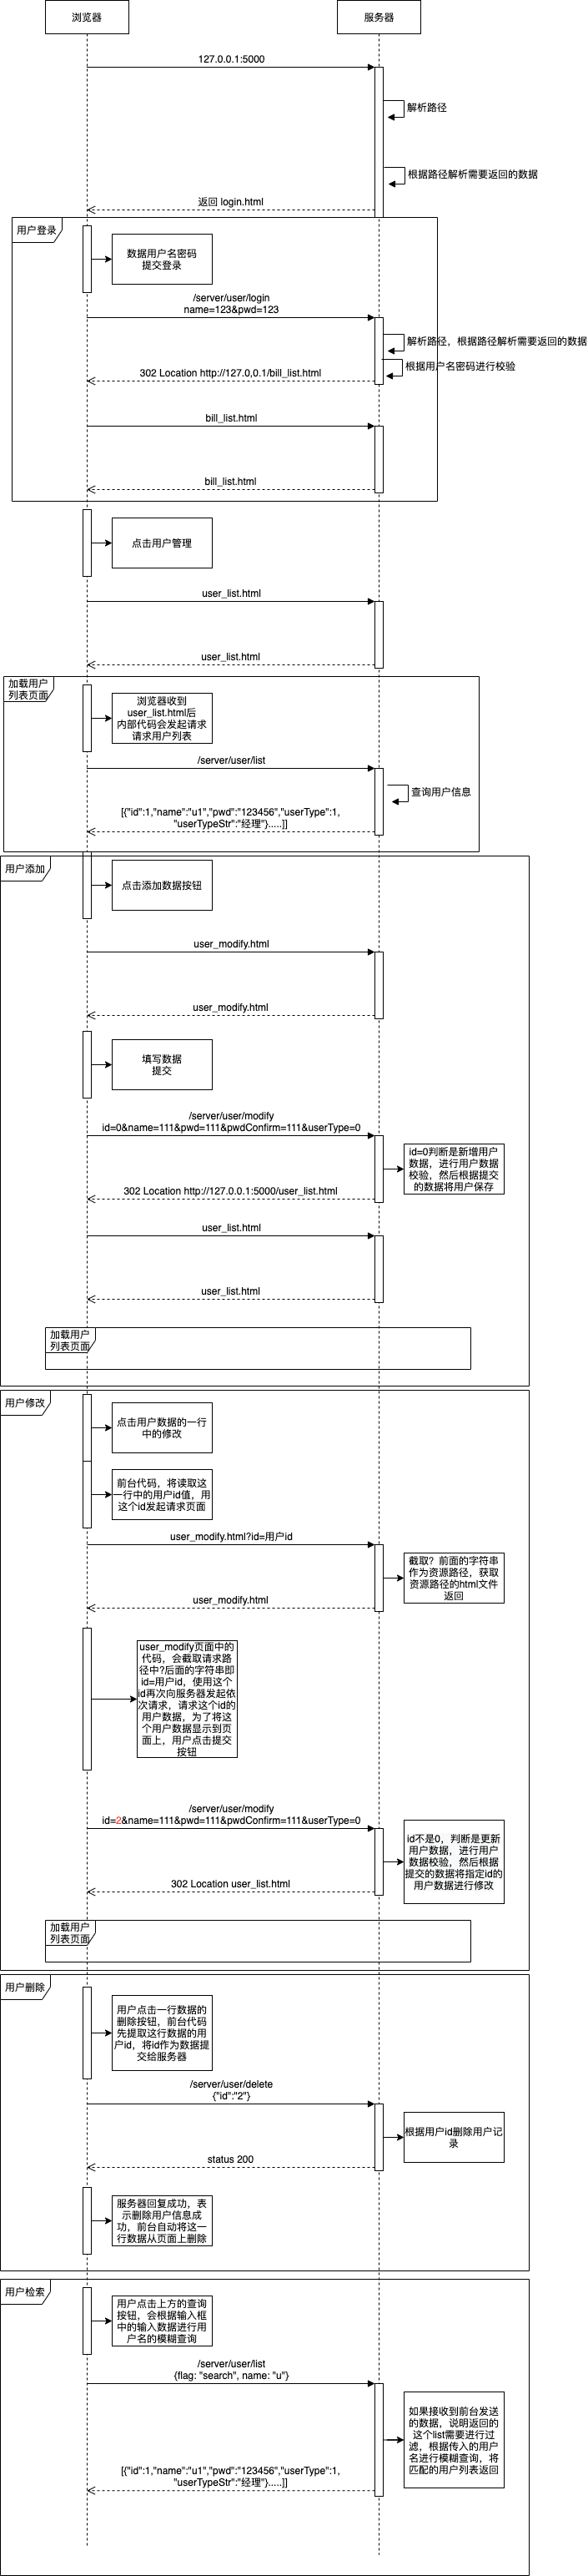 浏览器
服务器
127.0.0.1:5000
解析路径
根据路径解析需要返回的数据
返回 login.html
用户登录
数据用户名密码
提交登录
/server/user/login
name=123&pwd=123
解析路径，根据路径解析需要返回的数据
根据用户名密码进行校验
302 Location http://127.0,0.1/bill_list.html
bill_list.html
bill_list.html
点击用户管理
user_list.html
user_list.html
加载用户
列表页面
浏览器收到
user_list.html后
内部代码会发起请求
请求用户列表
/server/user/list
查询用户信息
[{"id":1,"name":"u1","pwd":"123456","userType":1,
"userTypeStr":"经理"}.....]]
用户添加
点击添加数据按钮
user_modify.html
user_modify.html
填写数据
提交
/server/user/modify
id=0&name=111&pwd=111&pwdConfirm=111&userType=0
id=0判断是新增用户
数据，进行用户数据
校验，然后根据提交
的数据将用户保存
302 Location http://127.0.0.1:5000/user_list.html
user_list.html
user_list.html
加载用户
列表页面
用户修改
点击用户数据的一行
中的修改
前台代码，将读取这
一行中的用户id值，用
这个id发起请求页面
user_modify.html?id=用户id
截取？前面的字符串
作为资源路径，获取
资源路径的html文件
返回
user_modify.html
user_modify页面中的
代码，会截取请求路
径中?后面的字符串即
id=用户id，使用这个
id再次向服务器发起依
次请求，请求这个id的
用户数据，为了将这
个用户数据显示到页
面上，用户点击提交
按钮
/server/user/modify
id=2&name=111&pwd=111&pwdConfirm=111&userType=0
id不是0，判断是更新
用户数据，进行用户
数据校验，然后根据
提交的数据将指定id的
用户数据进行修改
302 Location user_list.html
加载用户
列表页面
用户删除
用户点击一行数据的
删除按钮，前台代码
先提取这行数据的用
户id，将id作为数据提
交给服务器
/server/user/delete
{"id":"2"}
根据用户id删除用户记
录
status 200
服务器回复成功，表
示删除用户信息成
功，前台自动将这一
行数据从页面上删除
用户检索
用户点击上方的查询
按钮，会根据输入框
中的输入数据进行用
户名的模糊查询
/server/user/list
{flag: "search", name: "u"}
如果接收到前台发送
的数据，说明返回的
这个list需要进行过
滤，根据传入的用户
名进行模糊查询，将
匹配的用户列表返回
[{"id":1,"name":"u1","pwd":"123456","userType":1,
"userTypeStr":"经理"}.....]]